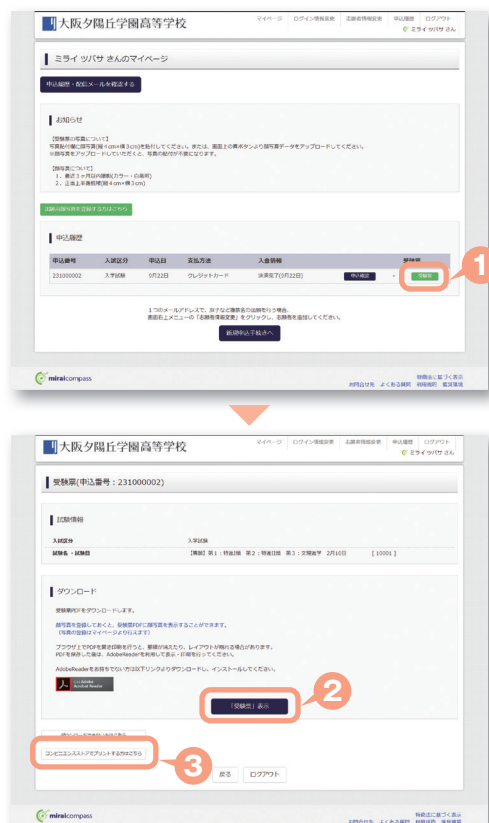 大阪夕陽丘学園高等学校
マイページ ログイン情報変更 志願者情報変更 申込履歴 ログアウト
ミライ ツバサ さん
ミライ ツバサ さんのマイページ
申込履歴・配信メールを確認する
お知らせ
【受験票の写真について】
写真貼付欄に顔写真(縦4cm×横3cm)を貼付してください。または、画面上の青ボタンより顔写真データをアップロードしてください。
※顔写真をアップロードしていただくと、写真の貼付が不要になります。
【顔写真について】
1．最近3ヶ月以内撮影(カラー・白黒可)
2．正面上半身脱帽(縦4cm×横3cm)
申込履歴
申込番号 入試区分 申込日 支払方法 入金情報 受験票
231000002 入学試験 9月22日 クレジットカード 決済完了(9月22日) 申込確認 - 受験票
1
1つのメールアドレスで、双子など複数名の出願を行う場合、
画面右上メニューの「志願者情報変更」をクリックし、志願者を追加してください。
新規申込手続きへ
miraicompass
特商法に基づく表示
お問合せ先 よくある質問 利用規約 推奨環境
大阪夕陽丘学園高等学校
マイページ ログイン情報変更 志願者情報変更 申込履歴 ログアウト
ミライ ツバサ さん
受験票(申込番号：231000002)
試験情報
入試区分 入学試験
試験名・試験日 【専願】第1：特進I類 第2：特進II類 第3：文理進学 2月10日 [ 10001 ]
ダウンロード
受験票PDFをダウンロードします。
顔写真を登録しておくと、受験票PDFに顔写真を表示することができます。
(写真の登録はマイページより行えます)
ブラウザ上でPDFを開き印刷を行うと、罫線が消えたり、レイアウトが崩れる場合があります。
PDFを保存した後は、AdobeReaderを利用して表示・印刷を行ってください。
AdobeReaderをお持ちでない方は以下リンクよりダウンロードし、インストールしてください。
Get Adobe
Acrobat Reader
「受験票」表示
2
コンビニエンスストアでプリントする方はこちら
3
戻る ログアウト
miraicompass
特商法に基づく表示